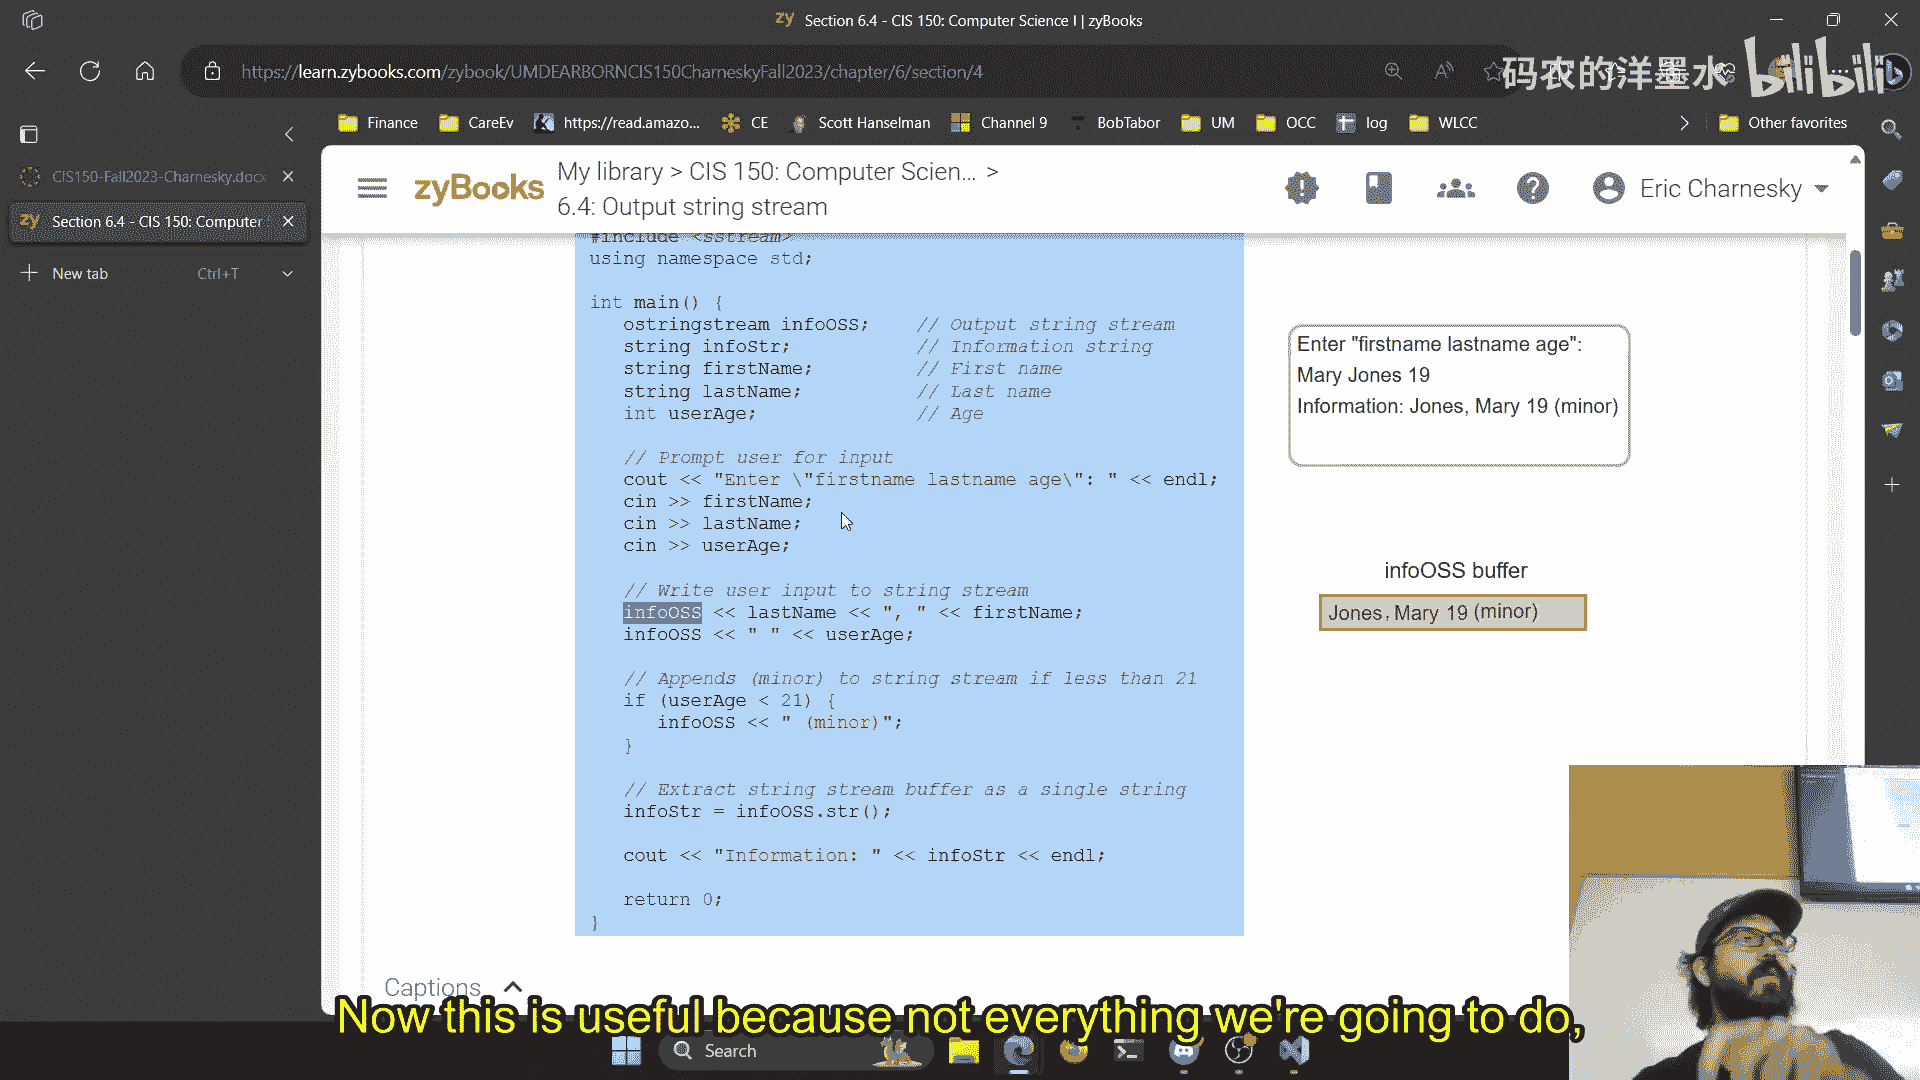 Section 6.4 - CIS 150: Computer Science I | zyBooks
https://learn.zybooks.com/zybook/UMDEARBORNCIS150CharneskyFall2023/chapter/6/section/4
码农的洋墨水 bilibili
Finance CareEv https://read.amazo... CE Scott Hanselman Channel 9 BobTabor UM OCC log WLCC Other favorites
CIS150-Fall2023-Charnesky.docx
Section 6.4 - CIS 150: Computer
New tab Ctrl+T
zyBooks
My library > CIS 150: Computer Scien... >
6.4: Output string stream
Eric Charnesky
#include <sstream>
using namespace std;
int main() {
ostringstream infoOSS; // Output string stream
string infoStr; // Information string
string firstName; // First name
string lastName; // Last name
int userAge; // Age
// Prompt user for input
cout << "Enter \"firstname lastname age\": " << endl;
cin >> firstName;
cin >> lastName;
cin >> userAge;
// Write user input to string stream
infoOSS << lastName << ", " << firstName;
infoOSS << " " << userAge;
// Appends (minor) to string stream if less than 21
if (userAge < 21) {
infoOSS << " (minor)";
}
// Extract string stream buffer as a single string
infoStr = infoOSS.str();
cout << "Information: " << infoStr << endl;
return 0;
}
Enter "firstname lastname age":
Mary Jones 19
Information: Jones, Mary 19 (minor)
infoOSS buffer
Jones, Mary 19 (minor)
Captions
Now this is useful because not everything we're going to do,
Search